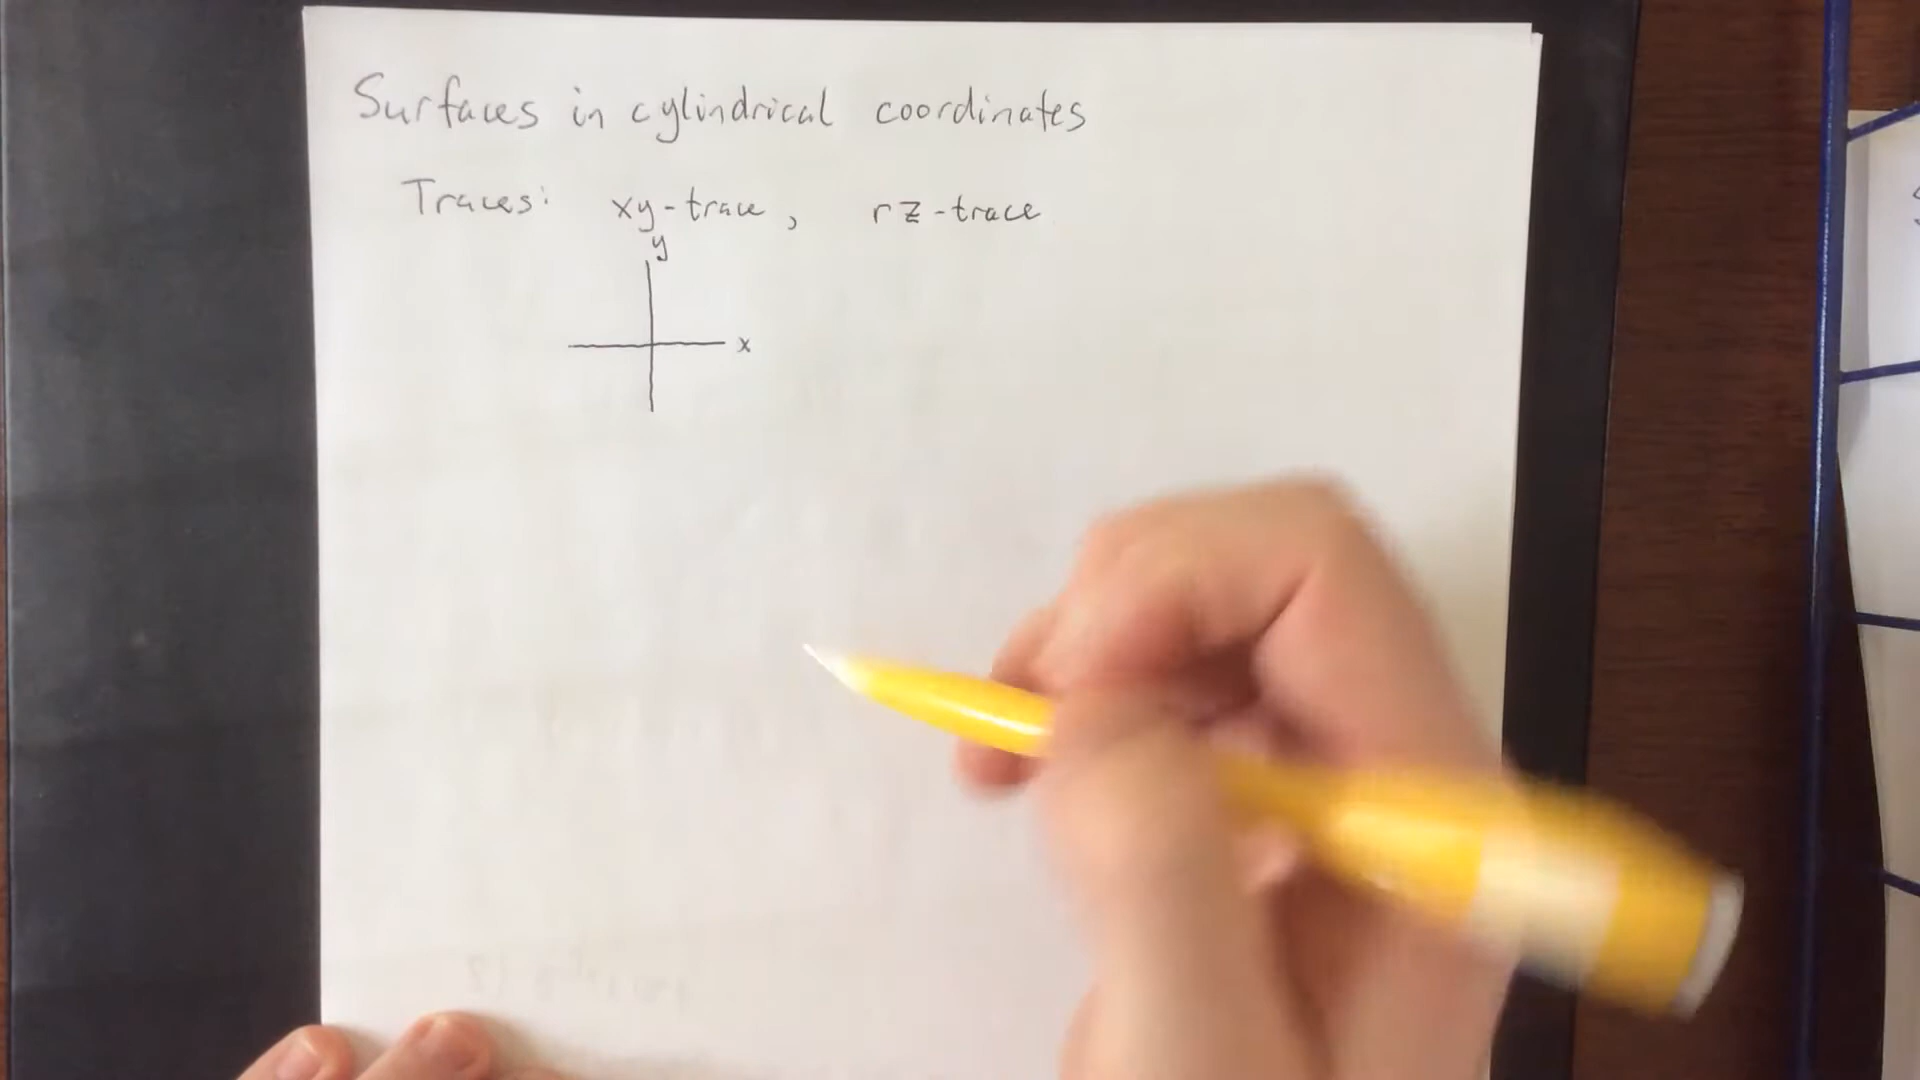 Surfaces in cylindrical coordinates
Traces: xy-trace, rz-trace
y
x